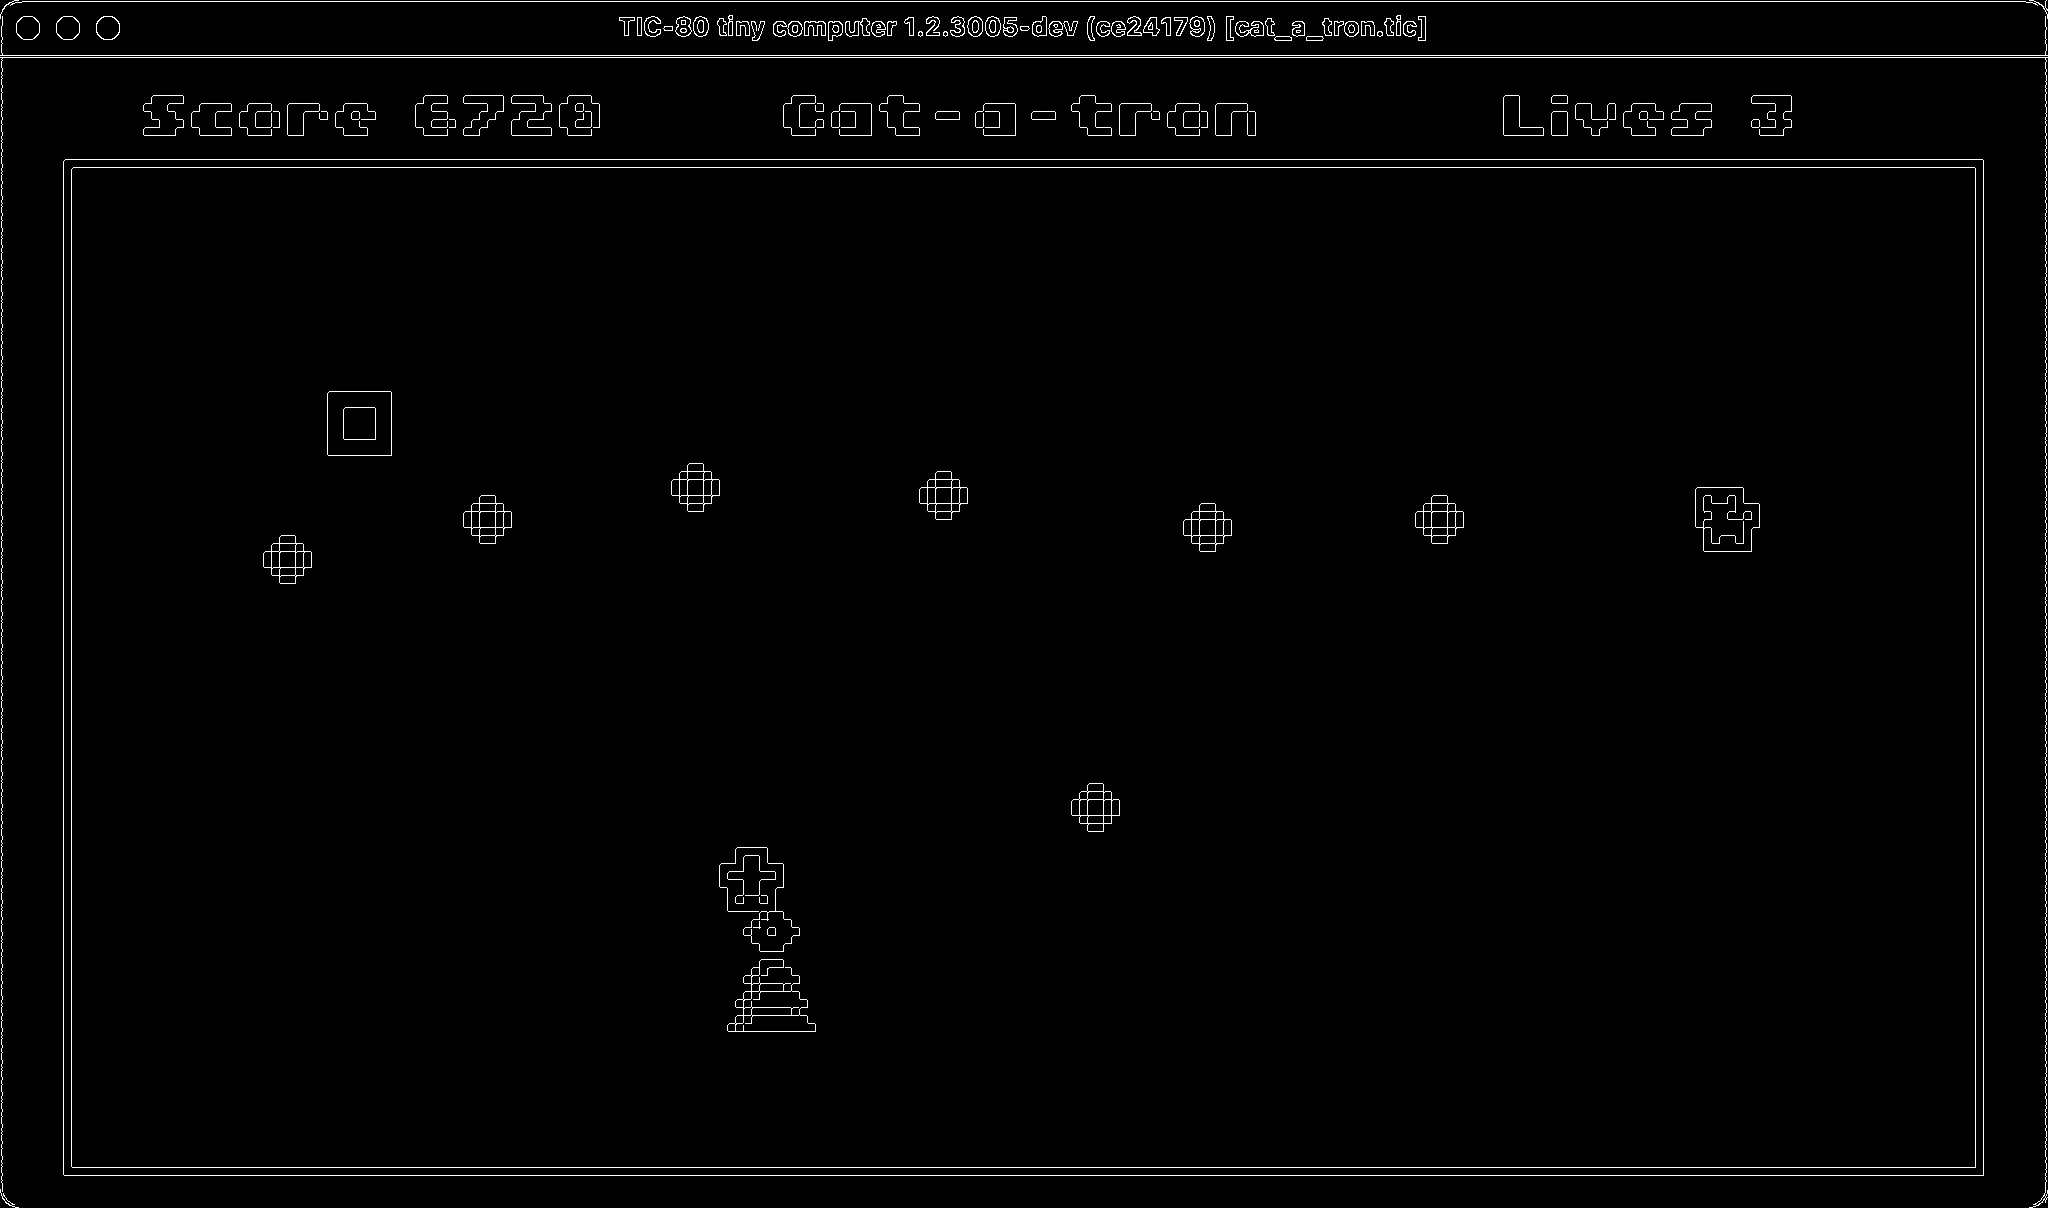 TIC-80 tiny computer 1.2.3005-dev (ce24179) [cat_a_tron.tic]
Score 6720 Cat-a-tron Lives 3